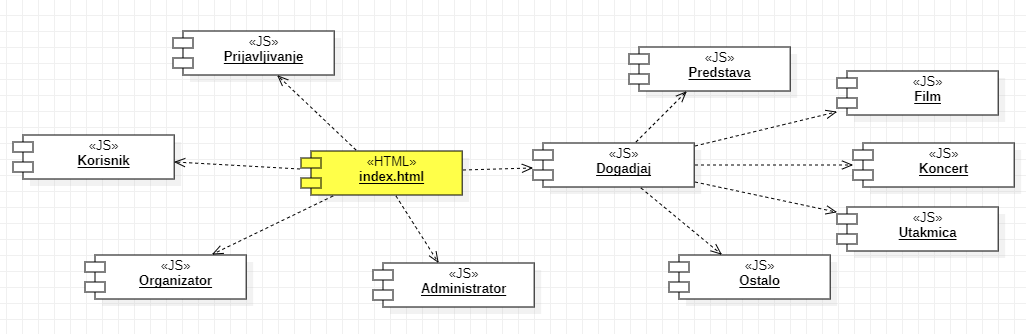 «JS»
Prijavljivanje
«JS»
Predstava
«JS»
Film
«JS»
Korisnik
«HTML»
index.html
«JS»
Dogadjaj
«JS»
Koncert
«JS»
Utakmica
«JS»
Organizator
«JS»
Administrator
«JS»
Ostalo